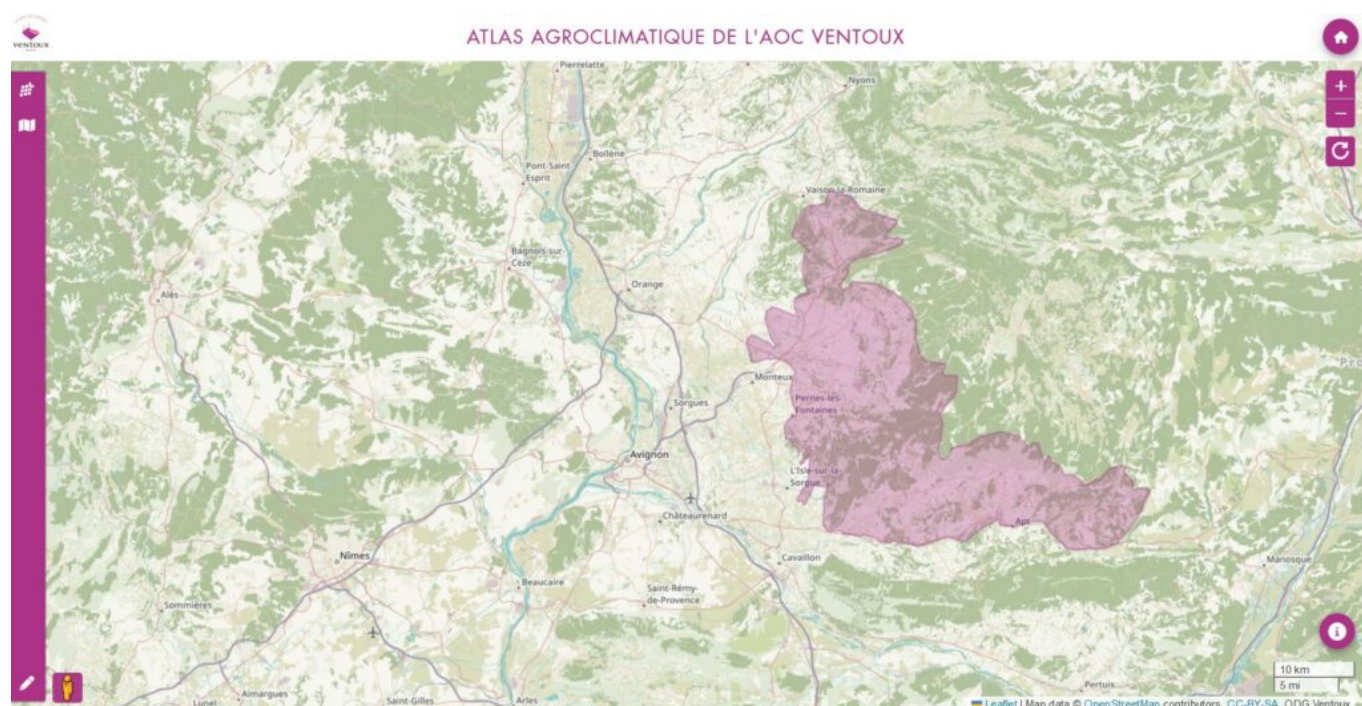 VENTOUX
ATLAS AGROCLIMATIQUE DE L'AOC VENTOUX
Pierrelatte
Nyons
+
−
Bollène
Pont-Saint
Esprit
Vaison-la-Romaine
Bagnols-sur-
Cèze
Orange
Alès
Monteux
Pernes-les
Fontaines
Sorgues
Avignon
L'Isle-sur-la
Sorgue
Châteaurenard
Apt
Nîmes
Cavaillon
Manosque
Beaucaire
Saint-Rémy-
de-Provence
Sommières
i
10 km
5 mi
Pertuis
Aimargues
Lunel
Saint-Gilles
Arles
Leaflet | Map data © OpenStreetMap contributors, CC-BY-SA, ODG Ventoux